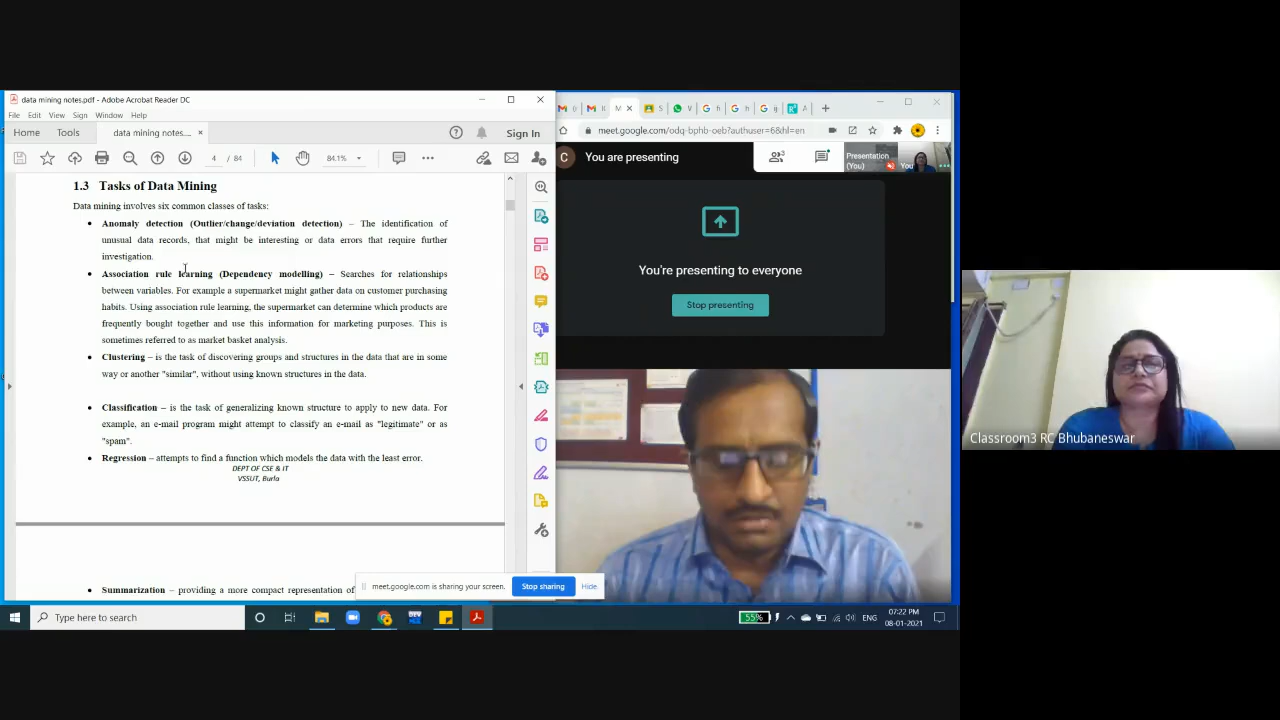 data mining notes.pdf - Adobe Acrobat Reader DC
File Edit View Sign Window Help
Home Tools data mining notes.... × Sign In
4 / 84 84.1%
1.3 Tasks of Data Mining
Data mining involves six common classes of tasks:
• Anomaly detection (Outlier/change/deviation detection) – The identification of
unusual data records, that might be interesting or data errors that require further
investigation.
• Association rule learning (Dependency modelling) – Searches for relationships
between variables. For example a supermarket might gather data on customer purchasing
habits. Using association rule learning, the supermarket can determine which products are
frequently bought together and use this information for marketing purposes. This is
sometimes referred to as market basket analysis.
• Clustering – is the task of discovering groups and structures in the data that are in some
way or another "similar", without using known structures in the data.
• Classification – is the task of generalizing known structure to apply to new data. For
example, an e-mail program might attempt to classify an e-mail as "legitimate" or as
"spam".
• Regression – attempts to find a function which models the data with the least error.
DEPT OF CSE & IT
VSSUT, Burla
• Summarization – providing a more compact representation of
meet.google.com is sharing your screen. Stop sharing Hide
meet.google.com/odq-bphb-oeb?authuser=6&hl=en
C You are presenting
3
Presentation
(You) You
You're presenting to everyone
Stop presenting
Classroom3 RC Bhubaneswar
Type here to search
55% ENG
07:22 PM
08-01-2021